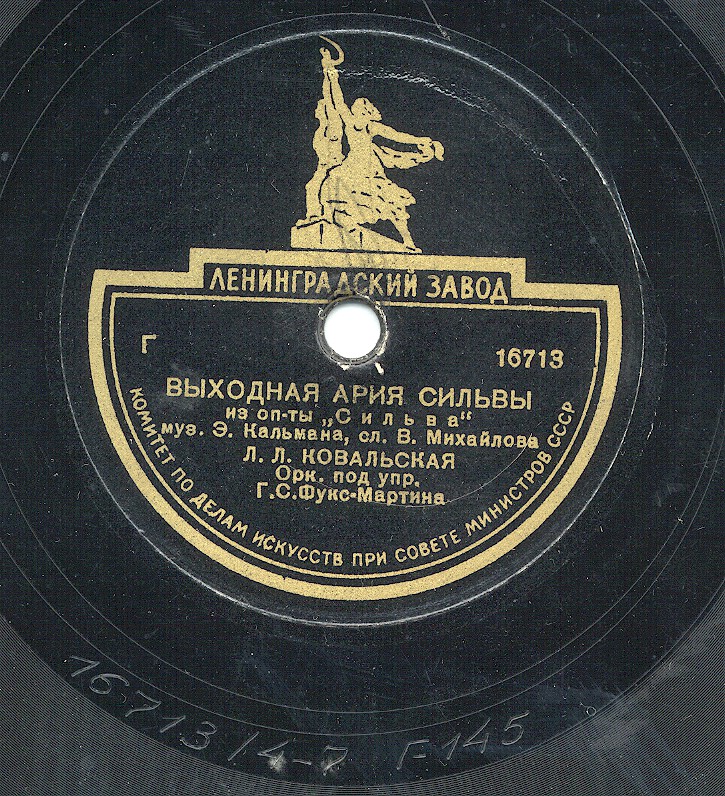 ЛЕНИНГРАДСКИЙ ЗАВОД
Г 16713
ВЫХОДНАЯ АРИЯ СИЛЬВЫ
из оп-ты „Сильва“
муз. Э. Кальмана, сл. В. Михайлова
Л. Л. КОВАЛЬСКАЯ
Орк. под упр.
Г.С.Фукс-Мартина
КОМИТЕТ ПО ДЕЛАМ ИСКУССТВ ПРИ СОВЕТЕ МИНИСТРОВ СССР
16713/4-7 Г-145